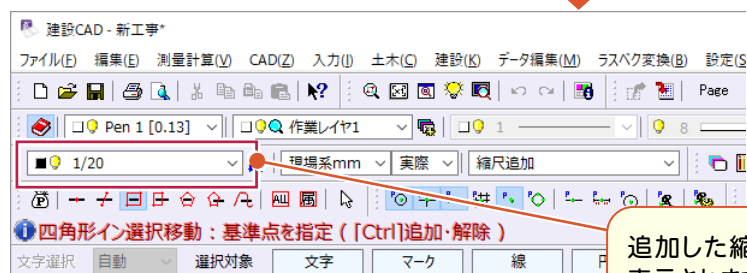 建設CAD - 新工事*
ファイル(F) 編集(E) 測量計算(V) CAD(Z) 入力(I) 土木(C) 建設(K) データ編集(M) ラスベク変換(B) 設定(S
Page
Pen 1 [0.13] 作業レイヤ1 1 8
1/20 現場系mm 実際 縮尺追加
ALL
四角形イン選択移動：基準点を指定 (「Ctrl」追加・解除 )
文字選択 自動 選択対象 文字 マーク 線
追加した縮